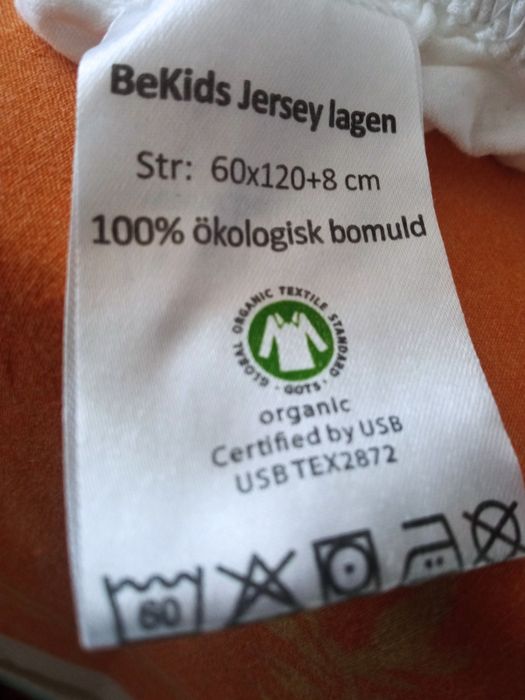 BeKids Jersey lagen
Str: 60x120+8 cm
100% ökologisk bomuld
GLOBAL ORGANIC TEXTILE STANDARD · GOTS ·
organic
Certified by USB
USB TEX2872
60